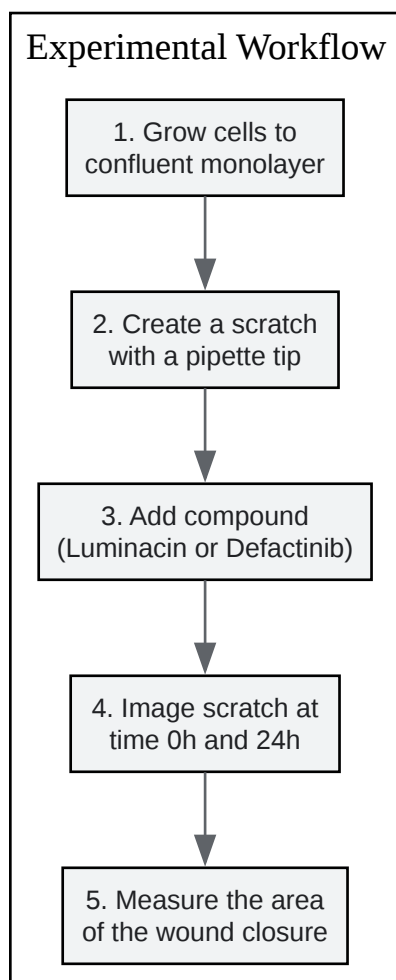 Experimental Workflow
1. Grow cells to
confluent monolayer
2. Create a scratch
with a pipette tip
3. Add compound
(Luminacin or Defactinib)
4. Image scratch at
time 0h and 24h
5. Measure the area
of the wound closure